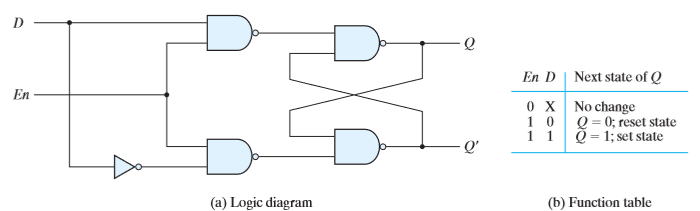 D
En
Q
Q′
(a) Logic diagram
En D Next state of Q
0 X No change
1 0 Q = 0; reset state
1 1 Q = 1; set state
(b) Function table